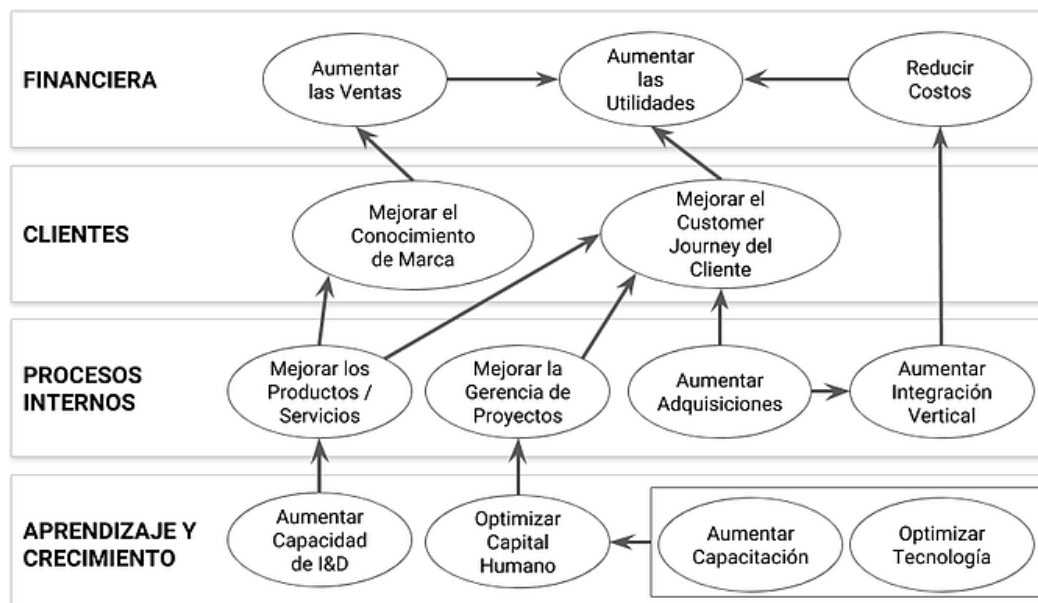 FINANCIERA
Aumentar
las Ventas
Aumentar
las
Utilidades
Reducir
Costos
CLIENTES
Mejorar el
Conocimiento
de Marca
Mejorar el
Customer
Journey del
Cliente
PROCESOS
INTERNOS
Mejorar los
Productos /
Servicios
Mejorar la
Gerencia de
Proyectos
Aumentar
Adquisiciones
Aumentar
Integración
Vertical
APRENDIZAJE Y
CRECIMIENTO
Aumentar
Capacidad
de I&D
Optimizar
Capital
Humano
Aumentar
Capacitación
Optimizar
Tecnología